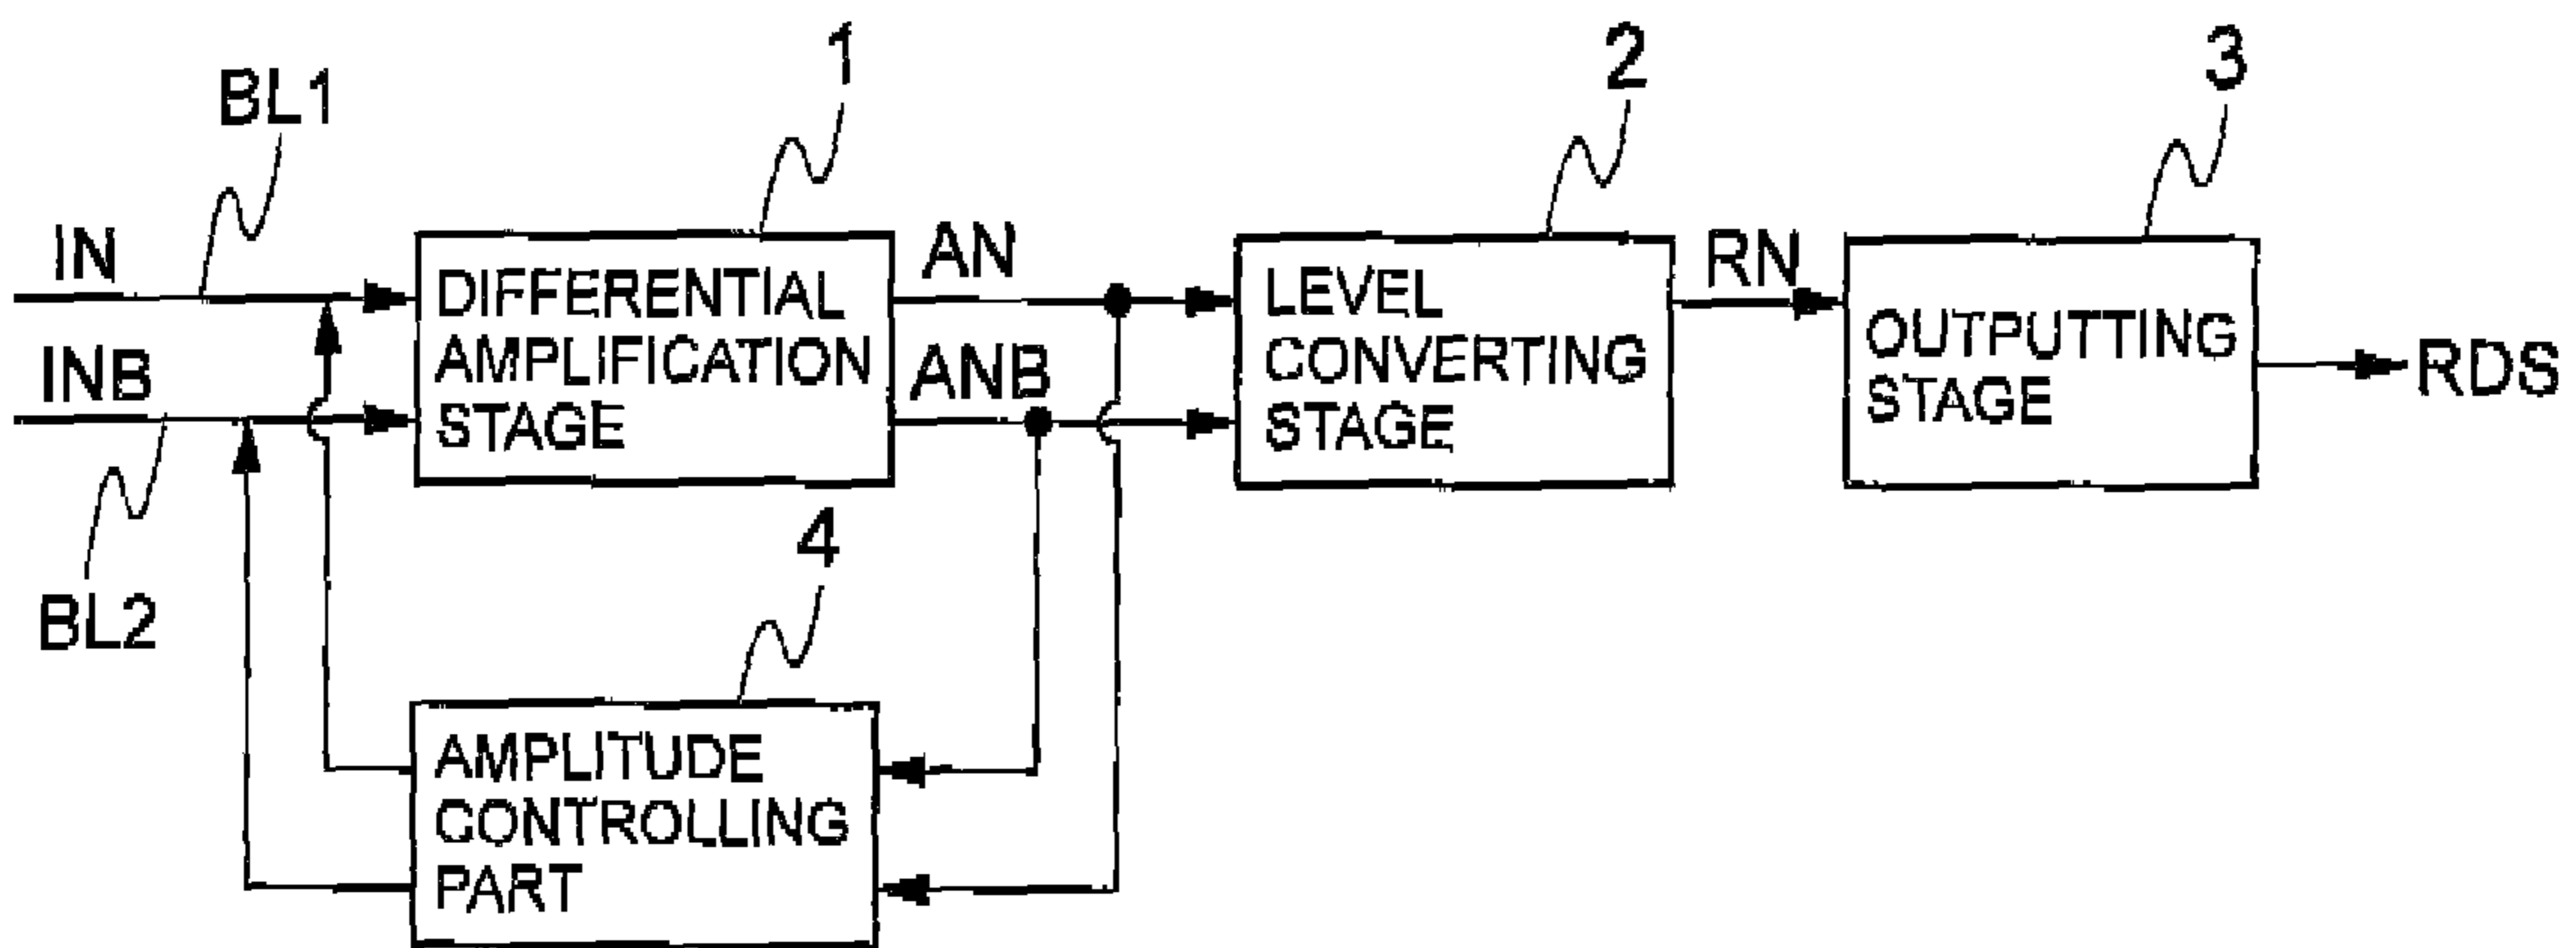 1
2
3
BL1
IN
AN
RN
DIFFERENTIAL
AMPLIFICATION
STAGE
LEVEL
CONVERTING
STAGE
OUTPUTTING
STAGE
INB
ANB
RDS
4
BL2
AMPLITUDE
CONTROLLING
PART